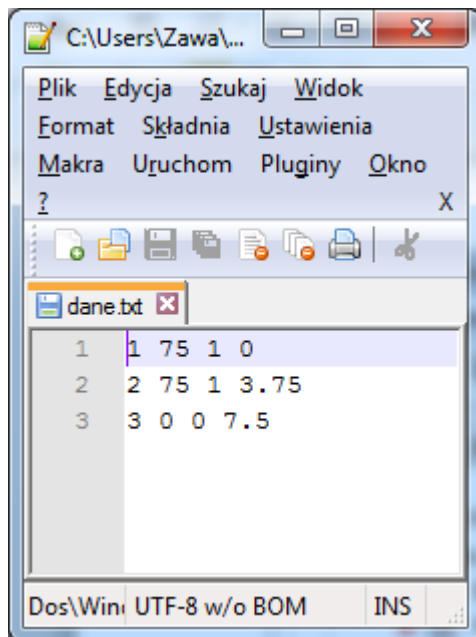 C:\Users\Zawa\...
Plik Edycja Szukaj Widok
Format Składnia Ustawienia
Makra Uruchom Pluginy Okno
? X
dane.txt
1 1 75 1 0
2 2 75 1 3.75
3 3 0 0 7.5
Dos\Win UTF-8 w/o BOM INS